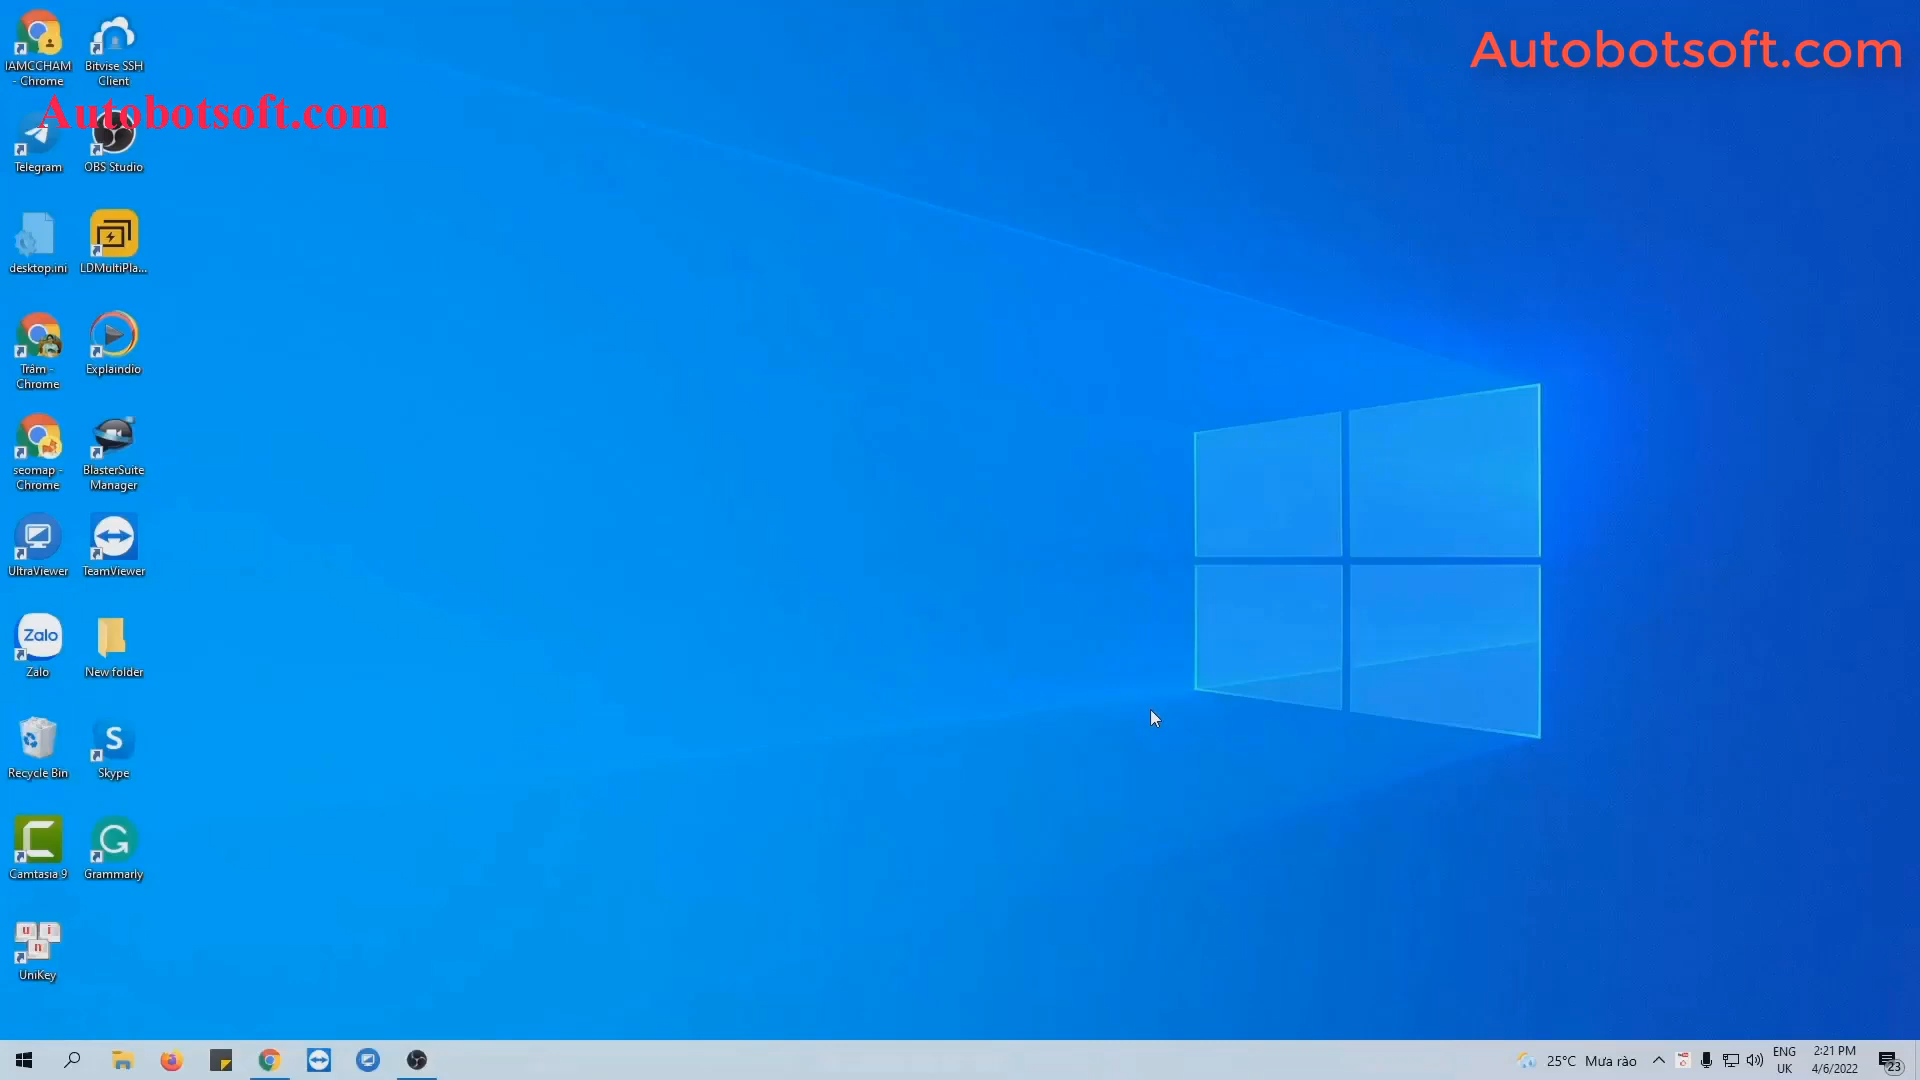 Autobotsoft.com
IAMCCHAM
- Chrome
Bitvise SSH
Client
Autobotsoft.com
Telegram
OBS Studio
desktop.ini
LDMultiPla...
Trâm -
Chrome
Explaindio
seomap -
Chrome
BlasterSuite
Manager
UltraViewer
TeamViewer
Zalo
Zalo
New folder
Recycle Bin
S
Skype
Camtasia 9
Grammarly
u i
n
UniKey
25°C Mưa rào
ENG
UK
2:21 PM
4/6/2022
23